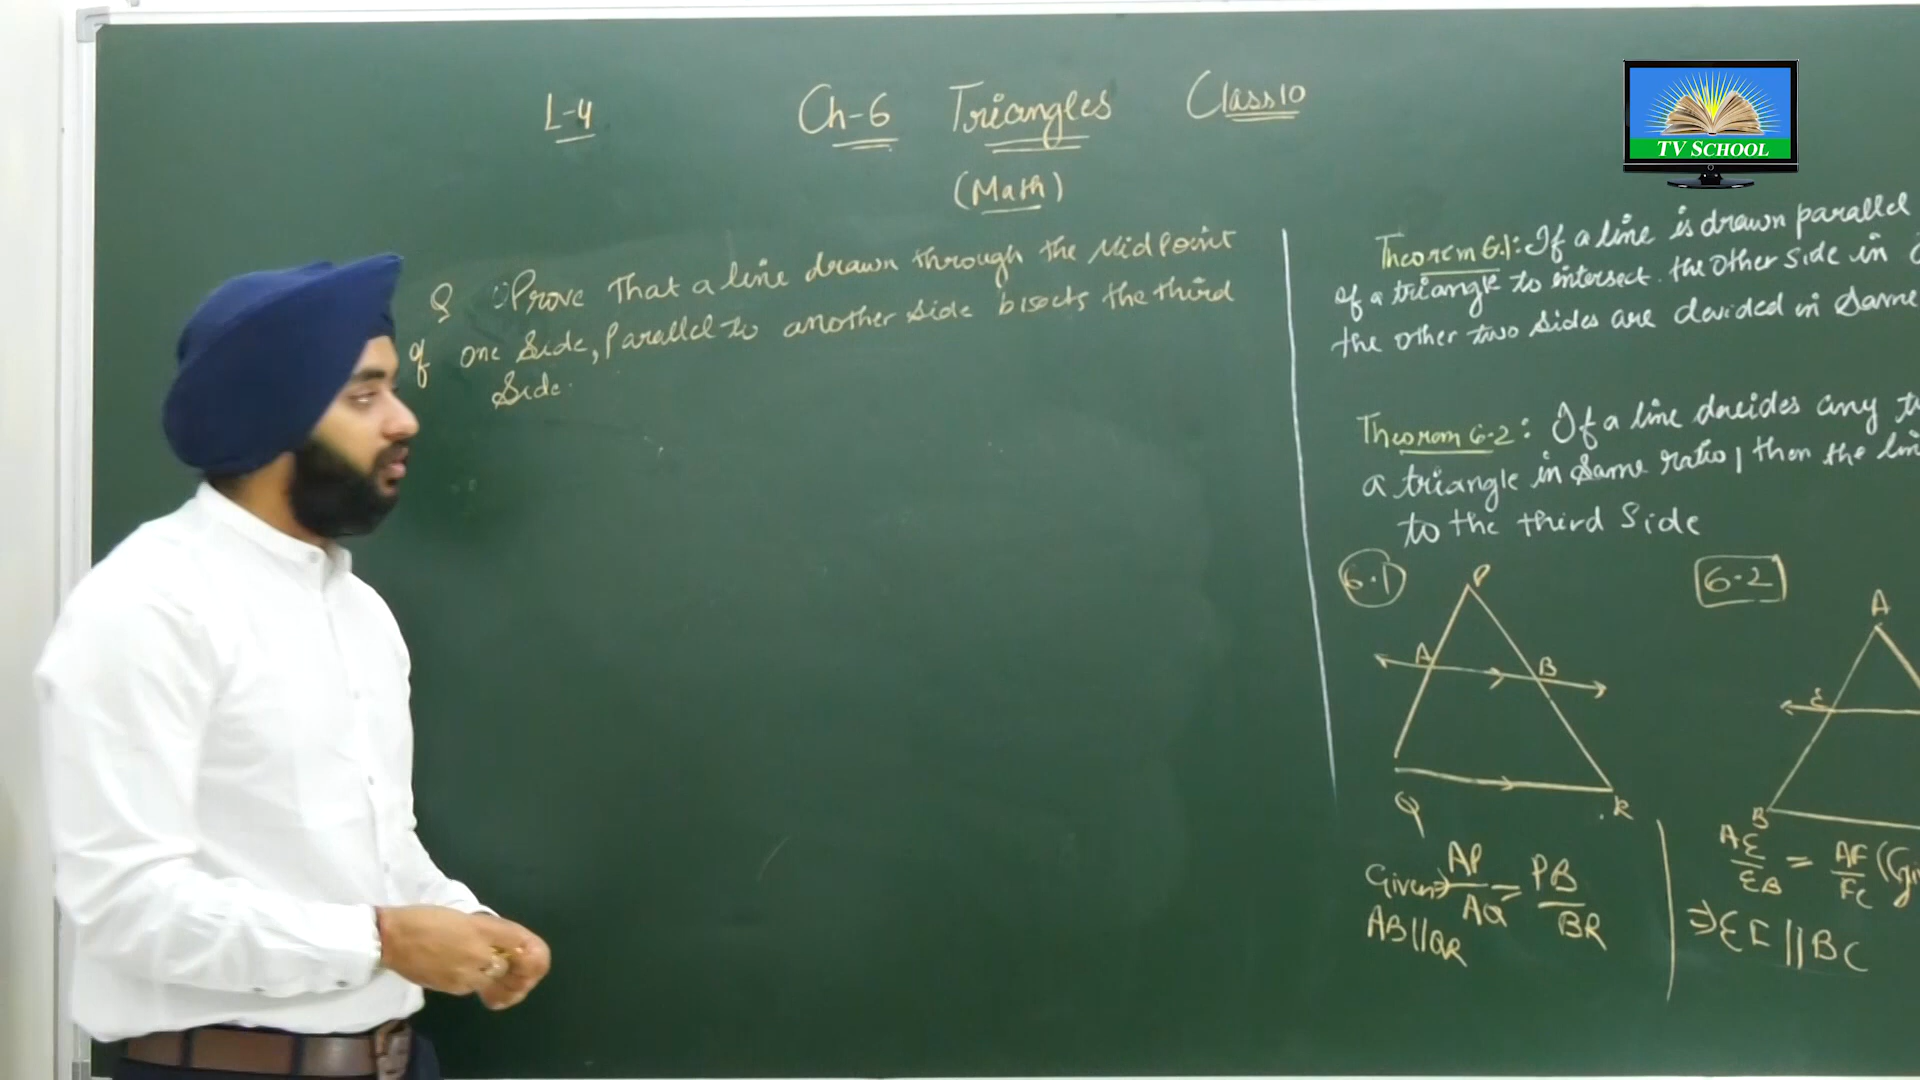 L-4 Ch-6 Triangles Class10
(Math)
TV SCHOOL
Q Prove That a line drawn through the Midpoint
of one Side, Parallel to another side bisects the third
Side.
Theorem 6.1: If a line is drawn parallel
of a triangle to intersect the other side in
the other two sides are devided in same
Theorem 6.2: If a line devides any
a triangle in same ratio, then the
to the third Side
6.1
P
A B
Q R
Given⇒ AP/AQ = PB/BR
AB||QR
6.2
A
E
B
AE/EB = AF/FC
⇒ EF || BC